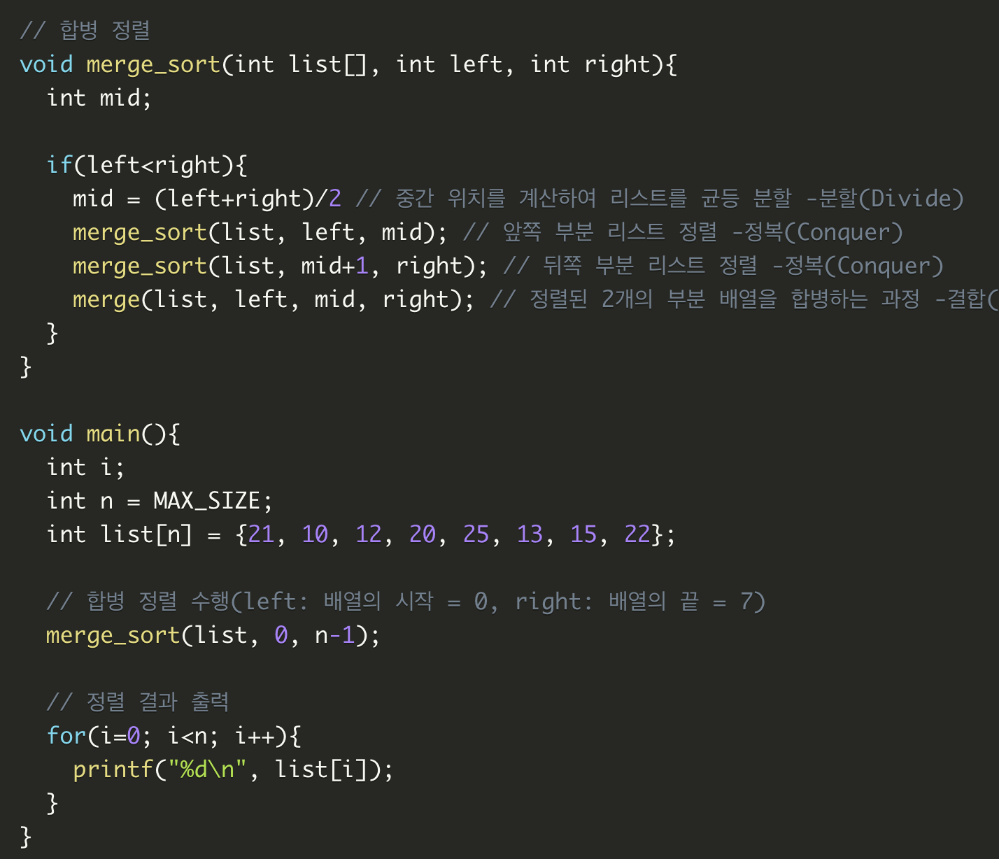 // 합병 정렬
void merge_sort(int list[], int left, int right){
  int mid;

  if(left<right){
    mid = (left+right)/2 // 중간 위치를 계산하여 리스트를 균등 분할 -분할(Divide)
    merge_sort(list, left, mid); // 앞쪽 부분 리스트 정렬 -정복(Conquer)
    merge_sort(list, mid+1, right); // 뒤쪽 부분 리스트 정렬 -정복(Conquer)
    merge(list, left, mid, right); // 정렬된 2개의 부분 배열을 합병하는 과정 -결합(
  }
}

void main(){
  int i;
  int n = MAX_SIZE;
  int list[n] = {21, 10, 12, 20, 25, 13, 15, 22};

  // 합병 정렬 수행(left: 배열의 시작 = 0, right: 배열의 끝 = 7)
  merge_sort(list, 0, n-1);

  // 정렬 결과 출력
  for(i=0; i<n; i++){
    printf("%d\n", list[i]);
  }
}